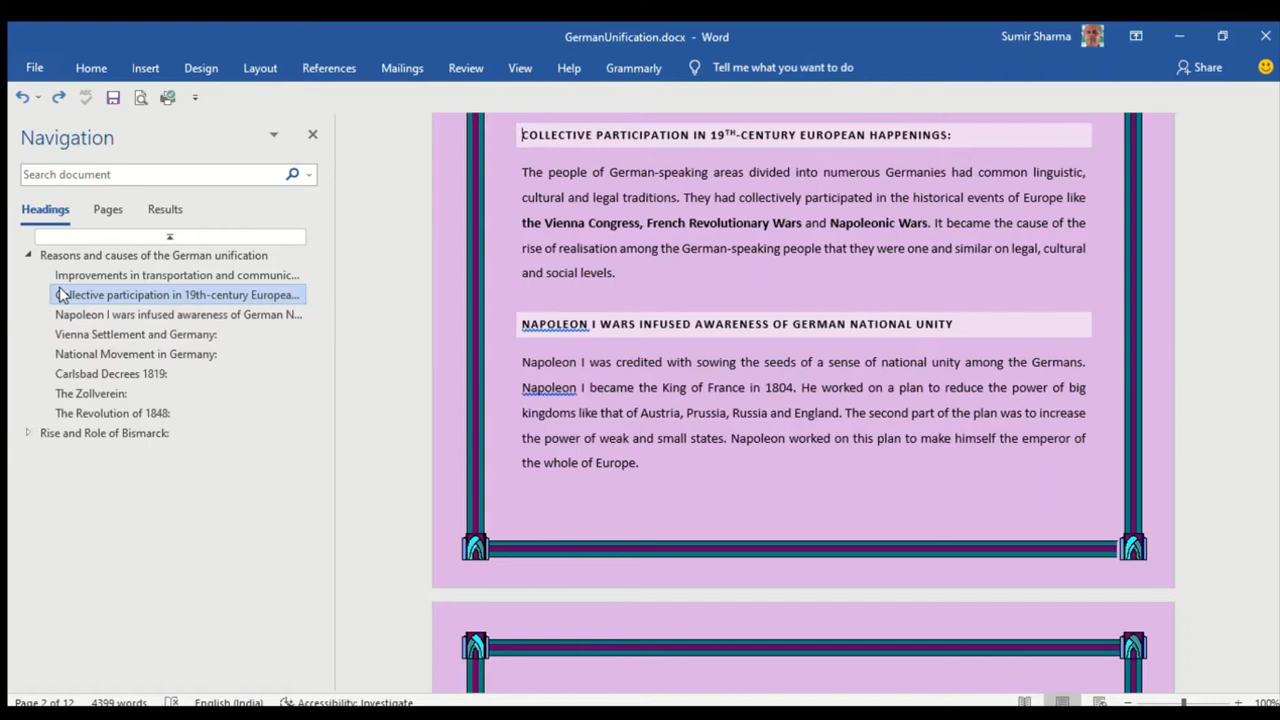 GermanUnification.docx - Word
Sumir Sharma
File Home Insert Design Layout References Mailings Review View Help Grammarly Tell me what you want to do Share
ABC
Navigation
Search document
Headings Pages Results
Reasons and causes of the German unification
Improvements in transportation and communic...
Collective participation in 19th-century Europea...
Napoleon I wars infused awareness of German N...
Vienna Settlement and Germany:
National Movement in Germany:
Carlsbad Decrees 1819:
The Zollverein:
The Revolution of 1848:
Rise and Role of Bismarck:
COLLECTIVE PARTICIPATION IN 19TH-CENTURY EUROPEAN HAPPENINGS:
The people of German-speaking areas divided into numerous Germanies had common linguistic,
cultural and legal traditions. They had collectively participated in the historical events of Europe like
the Vienna Congress, French Revolutionary Wars and Napoleonic Wars. It became the cause of the
rise of realisation among the German-speaking people that they were one and similar on legal, cultural
and social levels.
NAPOLEON I WARS INFUSED AWARENESS OF GERMAN NATIONAL UNITY
Napoleon I was credited with sowing the seeds of a sense of national unity among the Germans.
Napoleon I became the King of France in 1804. He worked on a plan to reduce the power of big
kingdoms like that of Austria, Prussia, Russia and England. The second part of the plan was to increase
the power of weak and small states. Napoleon worked on this plan to make himself the emperor of
the whole of Europe.
Page 2 of 12 4399 words English (India) Accessibility: Investigate 100%